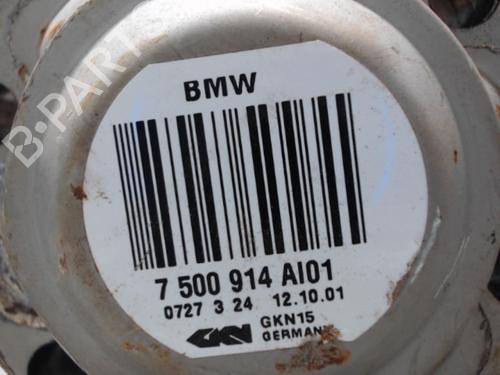 BMW
7 500 914 AI01
0727 3 24 12.10.01
GKN GKN15
GERMANY
B-PARTS